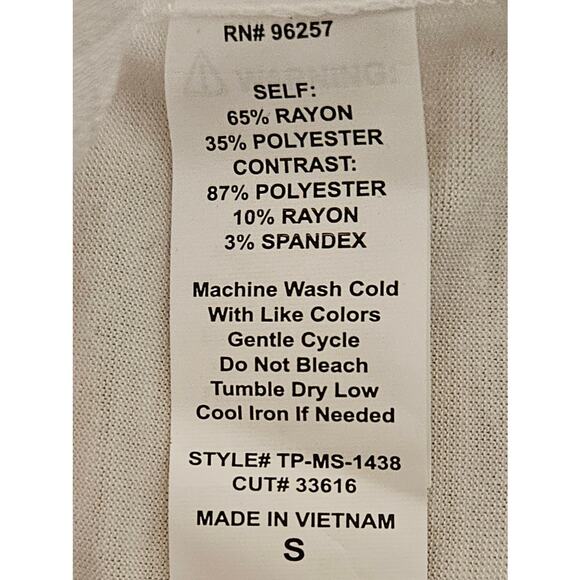 RN# 96257
WARNING!
SELF:
65% RAYON
35% POLYESTER
CONTRAST:
87% POLYESTER
10% RAYON
3% SPANDEX
Machine Wash Cold
With Like Colors
Gentle Cycle
Do Not Bleach
Tumble Dry Low
Cool Iron If Needed
STYLE# TP-MS-1438
CUT# 33616
MADE IN VIETNAM
S